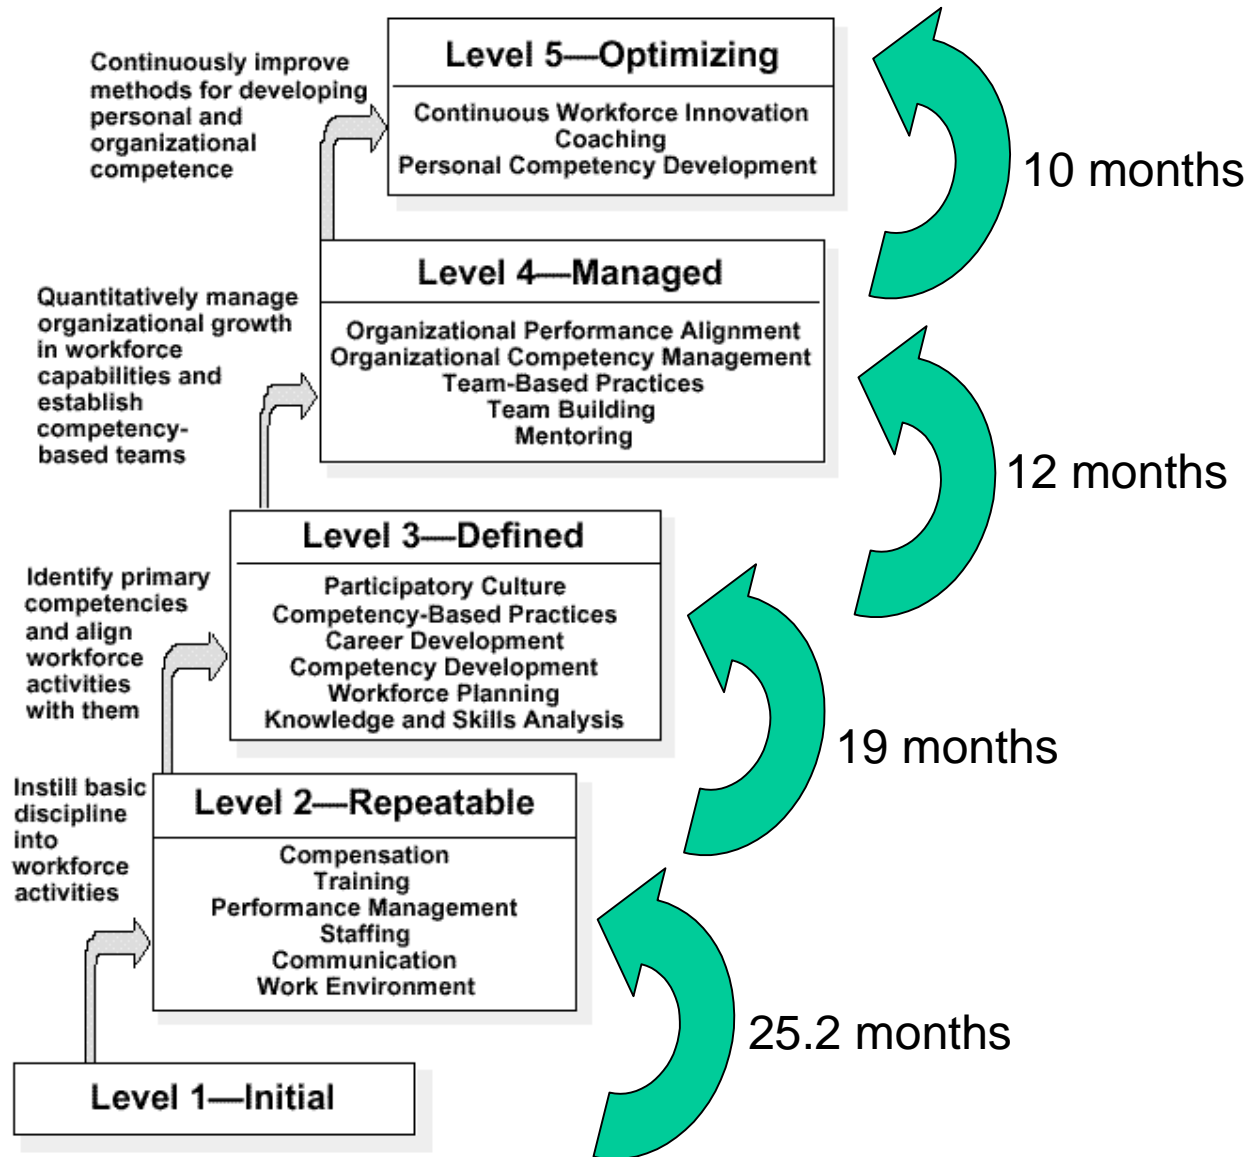 Continuously improve
methods for developing
personal and
organizational
competence
Level 5—Optimizing
Continuous Workforce Innovation
Coaching
Personal Competency Development
10 months
Quantitatively manage
organizational growth
in workforce
capabilities and
establish
competency-
based teams
Level 4—Managed
Organizational Performance Alignment
Organizational Competency Management
Team-Based Practices
Team Building
Mentoring
12 months
Identify primary
competencies
and align
workforce
activities
with them
Level 3—Defined
Participatory Culture
Competency-Based Practices
Career Development
Competency Development
Workforce Planning
Knowledge and Skills Analysis
19 months
Instill basic
discipline
into
workforce
activities
Level 2—Repeatable
Compensation
Training
Performance Management
Staffing
Communication
Work Environment
25.2 months
Level 1—Initial